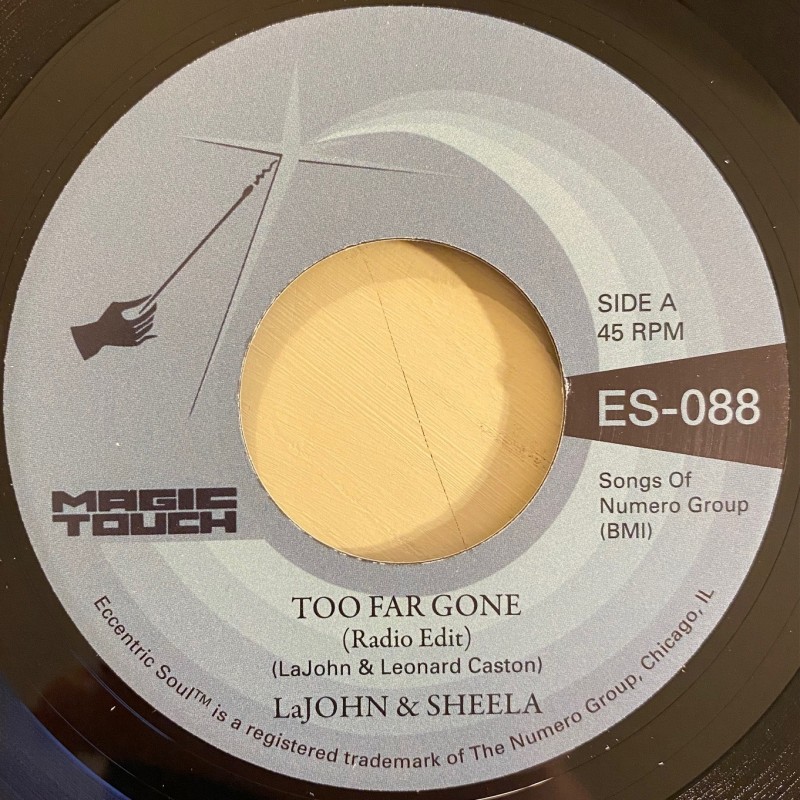 SIDE A
45 RPM
ES-088
Songs Of
Numero Group
(BMI)
MAGIC
TOUCH
TOO FAR GONE
(Radio Edit)
(LaJohn & Leonard Caston)
LaJOHN & SHEELA
Eccentric Soul™ is a registered trademark of The Numero Group, Chicago, IL